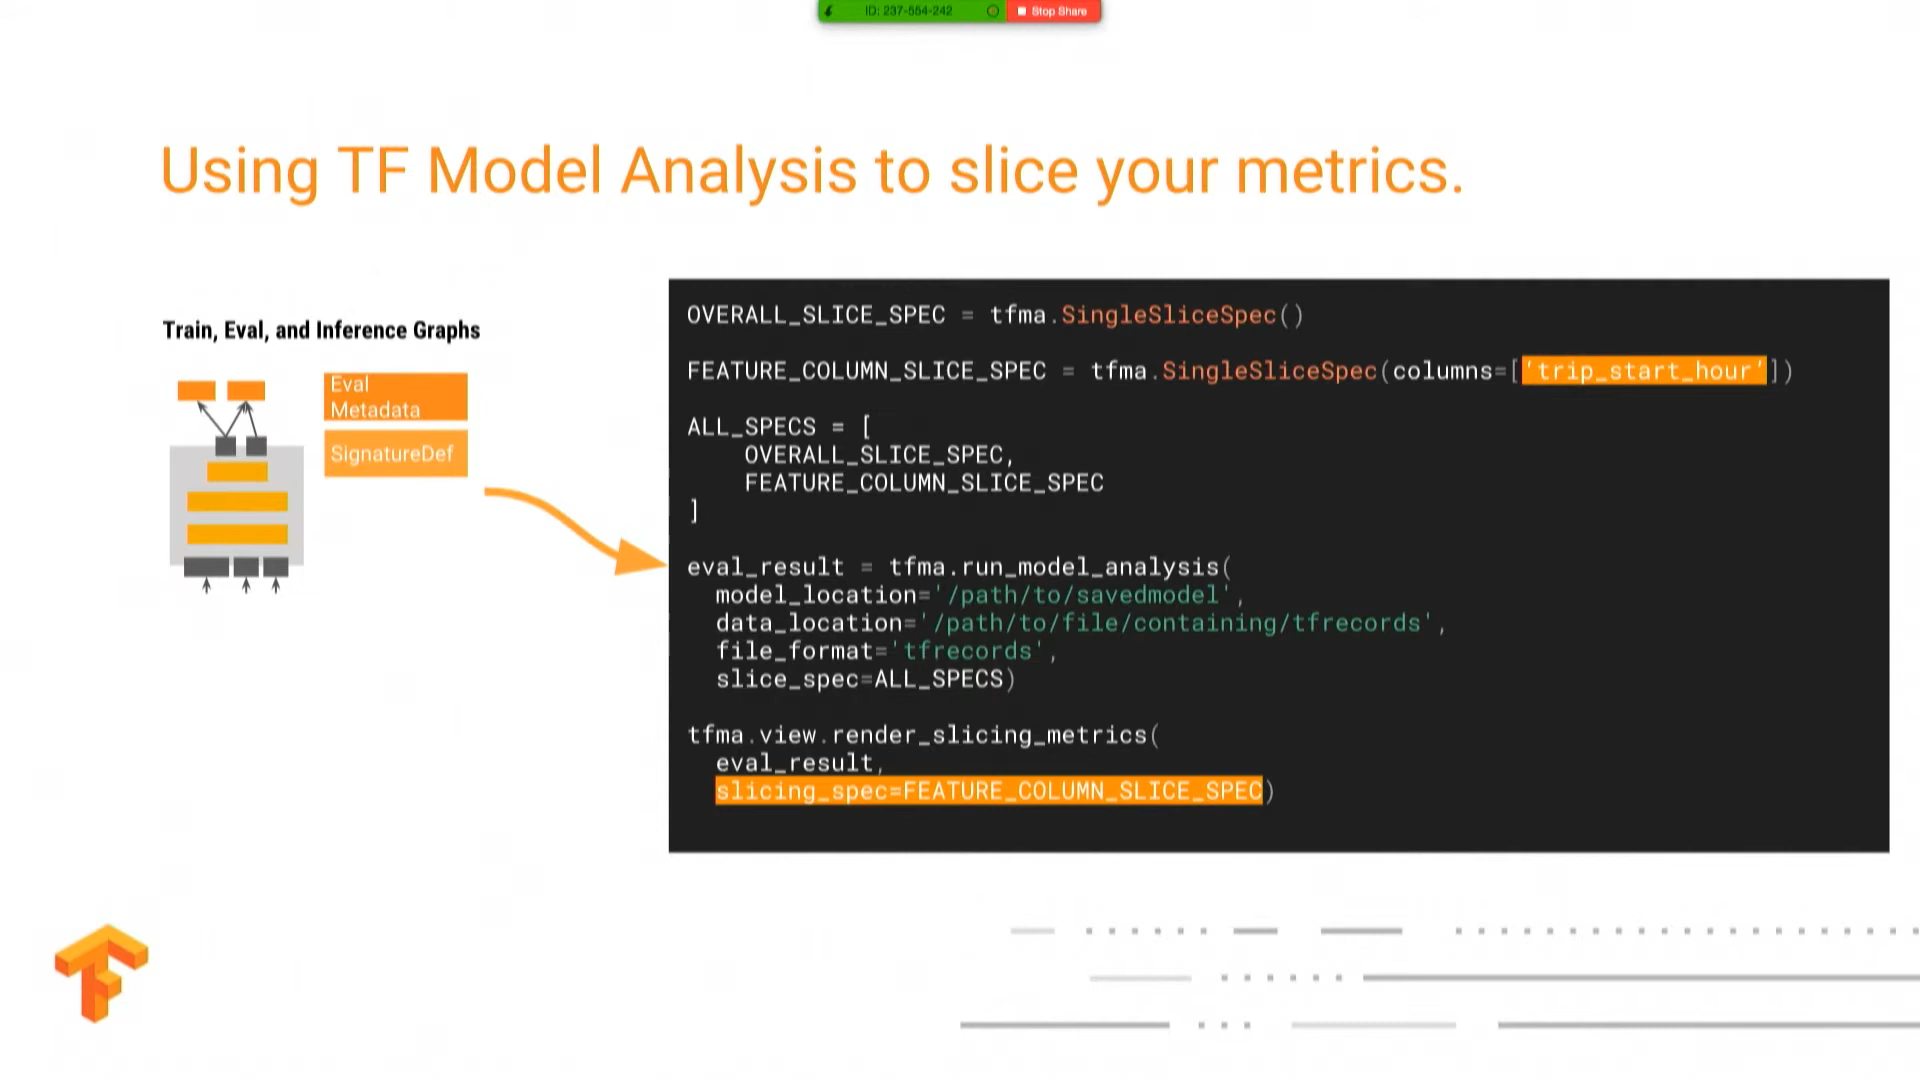 ID: 237-554-242
Stop Share
Using TF Model Analysis to slice your metrics.
Train, Eval, and Inference Graphs
Eval
Metadata
SignatureDef
OVERALL_SLICE_SPEC = tfma.SingleSliceSpec()
FEATURE_COLUMN_SLICE_SPEC = tfma.SingleSliceSpec(columns=[‘trip_start_hour’])
ALL_SPECS = [
OVERALL_SLICE_SPEC,
FEATURE_COLUMN_SLICE_SPEC
]
eval_result = tfma.run_model_analysis(
model_location='/path/to/savedmodel',
data_location='/path/to/file/containing/tfrecords',
file_format='tfrecords',
slice_spec=ALL_SPECS)
tfma.view.render_slicing_metrics(
eval_result,
slicing_spec=FEATURE_COLUMN_SLICE_SPEC)